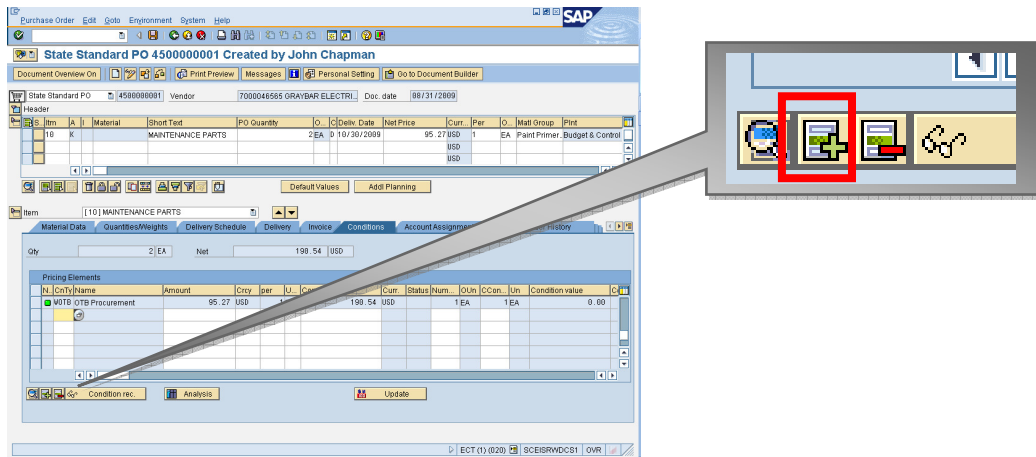 Purchase Order Edit Goto Environment System Help
SAP
State Standard PO 4500000001 Created by John Chapman
Document Overview On Print Preview Messages Personal Setting Go to Document Builder
State Standard PO 4500000001 Vendor 7000046565 GRAYBAR ELECTRI... Doc. date 08/31/2009
Header
S... Itm A I Material Short Text PO Quantity O... C Deliv. Date Net Price Curr... Per O... Matl Group Plnt
10 K MAINTENANCE PARTS 2 EA D 10/30/2009 95.27 USD 1 EA Paint Primer.. Budget & Control
USD
USD
Default Values Addl Planning
Item [ 10 ] MAINTENANCE PARTS
Material Data Quantities/Weights Delivery Schedule Delivery Invoice Conditions Account Assignme History
Qty 2 EA Net 190.54 USD
Pricing Elements
N.. CnTy Name Amount Crcy per U... Curr. Status Num... OUn CCon... Un Condition value
WOTB OTB Procurement 95.27 USD 190.54 USD 1 EA 1 EA 0.00
Condition rec. Analysis Update
ECT (1) (020) SCEISRWDCS1 OVR